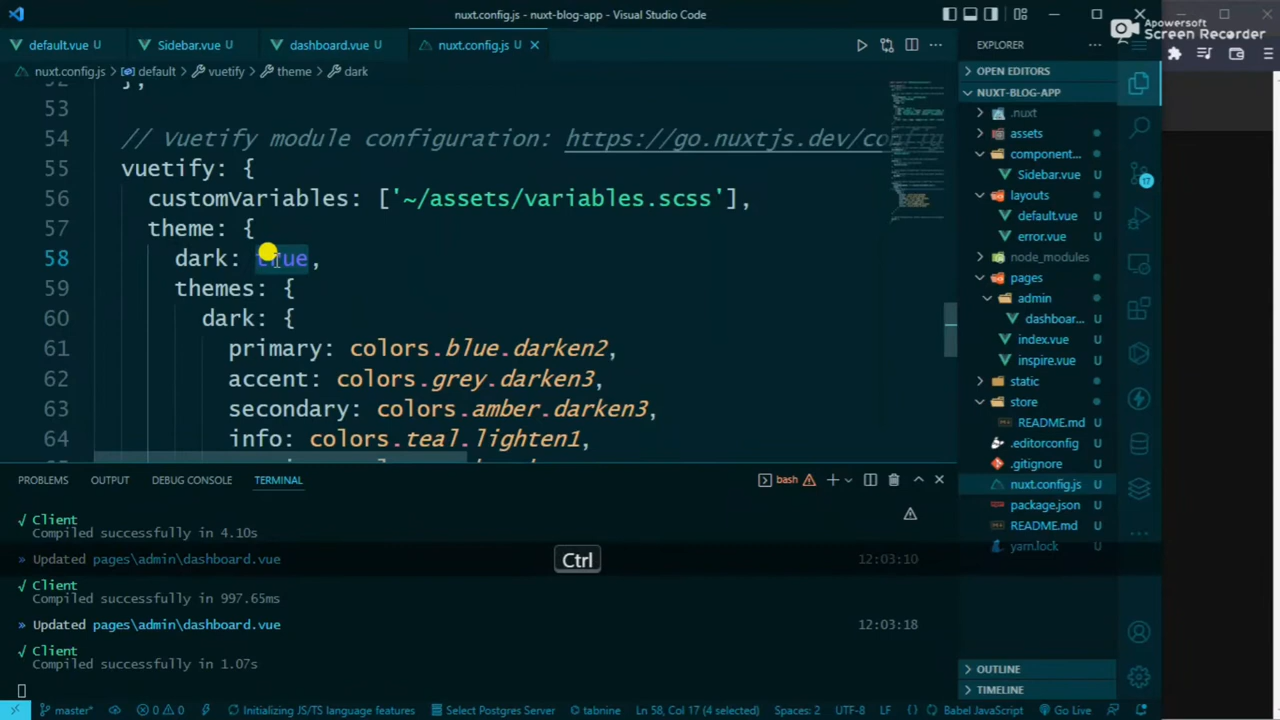 nuxt.config.js - nuxt-blog-app - Visual Studio Code
Apowersoft
Screen Recorder
default.vue U
Sidebar.vue U
dashboard.vue U
nuxt.config.js U
EXPLORER
nuxt.config.js > default > vuetify > theme > dark
OPEN EDITORS
NUXT-BLOG-APP
.nuxt
assets
component...
Sidebar.vue U
layouts
default.vue U
error.vue U
node_modules
pages
admin
dashboar... U
index.vue U
inspire.vue U
static
store
README.md U
.editorconfig U
.gitignore U
nuxt.config.js U
package.json U
README.md U
yarn.lock U
OUTLINE
TIMELINE
17
53
54 // Vuetify module configuration: https://go.nuxtjs.dev/config
55 vuetify: {
56 customVariables: ['~/assets/variables.scss'],
57 theme: {
58 dark: true,
59 themes: {
60 dark: {
61 primary: colors.blue.darken2,
62 accent: colors.grey.darken3,
63 secondary: colors.amber.darken3,
64 info: colors.teal.lighten1,
PROBLEMS OUTPUT DEBUG CONSOLE TERMINAL
bash
√ Client
Compiled successfully in 4.10s
» Updated pages\admin\dashboard.vue 12:03:10
Ctrl
√ Client
Compiled successfully in 997.65ms
» Updated pages\admin\dashboard.vue 12:03:18
√ Client
Compiled successfully in 1.07s
master* 0 0 Initializing JS/TS language features Select Postgres Server tabnine Ln 58, Col 17 (4 selected) Spaces: 2 UTF-8 LF {} Babel JavaScript Go Live